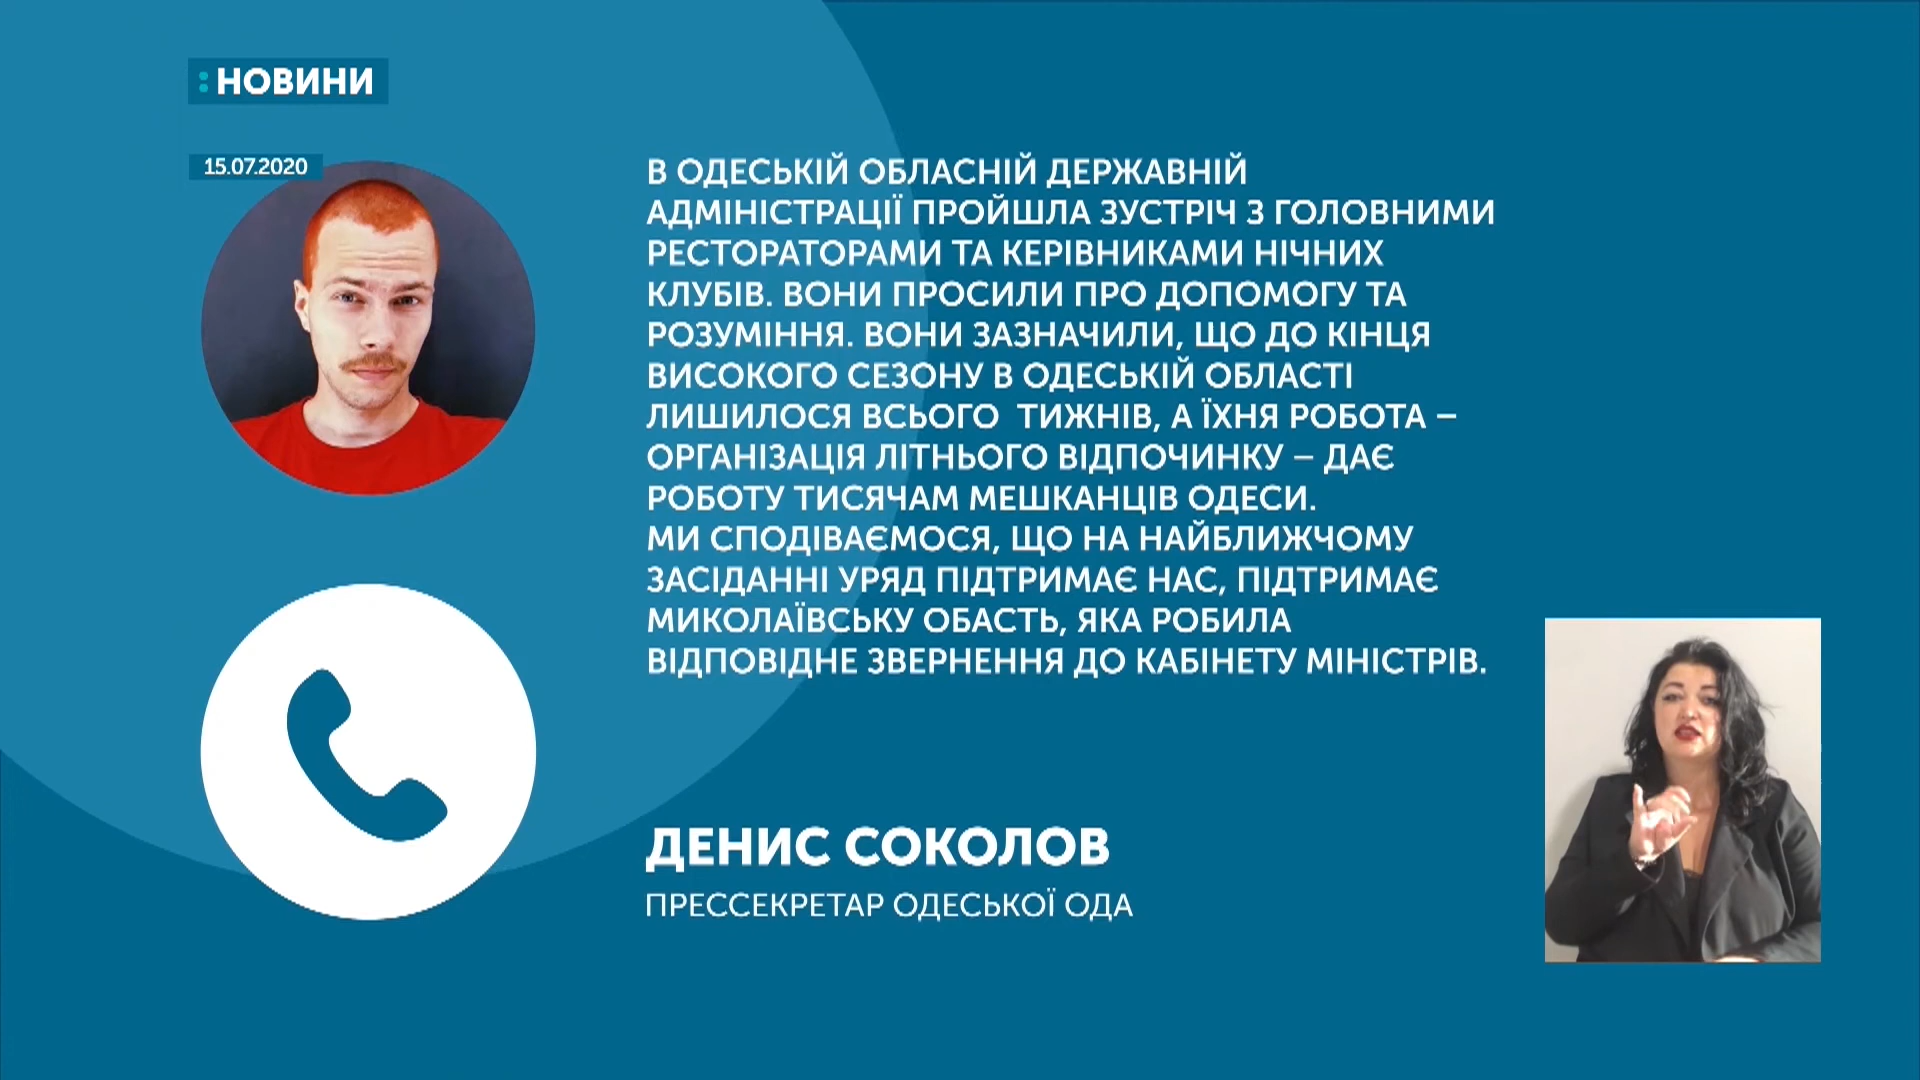 : НОВИНИ
15.07.2020
В ОДЕСЬКІЙ ОБЛАСНІЙ ДЕРЖАВНІЙ
АДМІНІСТРАЦІЇ ПРОЙШЛА ЗУСТРІЧ З ГОЛОВНИМИ
РЕСТОРАТОРАМИ ТА КЕРІВНИКАМИ НІЧНИХ
КЛУБІВ. ВОНИ ПРОСИЛИ ПРО ДОПОМОГУ ТА
РОЗУМІННЯ. ВОНИ ЗАЗНАЧИЛИ, ЩО ДО КІНЦЯ
ВИСОКОГО СЕЗОНУ В ОДЕСЬКІЙ ОБЛАСТІ
ЛИШИЛОСЯ ВСЬОГО  ТИЖНІВ, А ЇХНЯ РОБОТА –
ОРГАНІЗАЦІЯ ЛІТНЬОГО ВІДПОЧИНКУ – ДАЄ
РОБОТУ ТИСЯЧАМ МЕШКАНЦІВ ОДЕСИ.
МИ СПОДІВАЄМОСЯ, ЩО НА НАЙБЛИЖЧОМУ
ЗАСІДАННІ УРЯД ПІДТРИМАЄ НАС, ПІДТРИМАЄ
МИКОЛАЇВСЬКУ ОБАСТЬ, ЯКА РОБИЛА
ВІДПОВІДНЕ ЗВЕРНЕННЯ ДО КАБІНЕТУ МІНІСТРІВ.
ДЕНИС СОКОЛОВ
ПРЕССЕКРЕТАР ОДЕСЬКОЇ ОДА